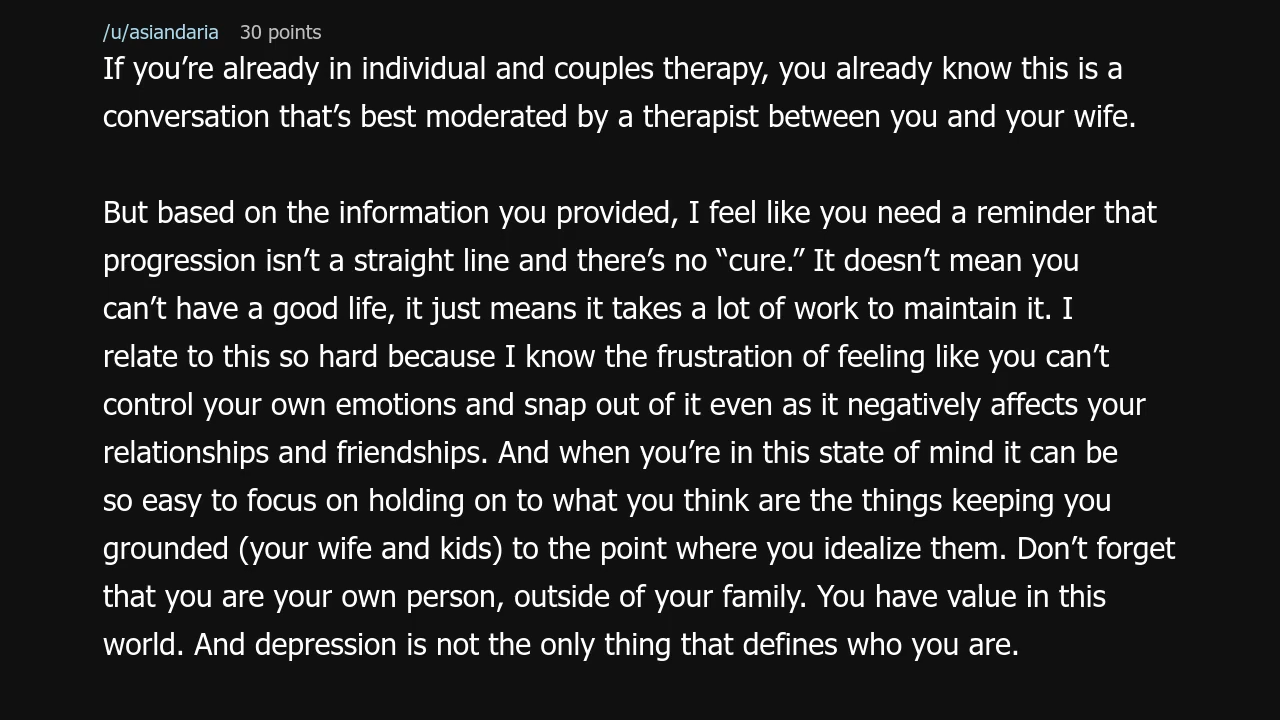 /u/asiandaria 30 points
If you’re already in individual and couples therapy, you already know this is a
conversation that’s best moderated by a therapist between you and your wife.
But based on the information you provided, I feel like you need a reminder that
progression isn’t a straight line and there’s no “cure.” It doesn’t mean you
can’t have a good life, it just means it takes a lot of work to maintain it. I
relate to this so hard because I know the frustration of feeling like you can’t
control your own emotions and snap out of it even as it negatively affects your
relationships and friendships. And when you’re in this state of mind it can be
so easy to focus on holding on to what you think are the things keeping you
grounded (your wife and kids) to the point where you idealize them. Don’t forget
that you are your own person, outside of your family. You have value in this
world. And depression is not the only thing that defines who you are.